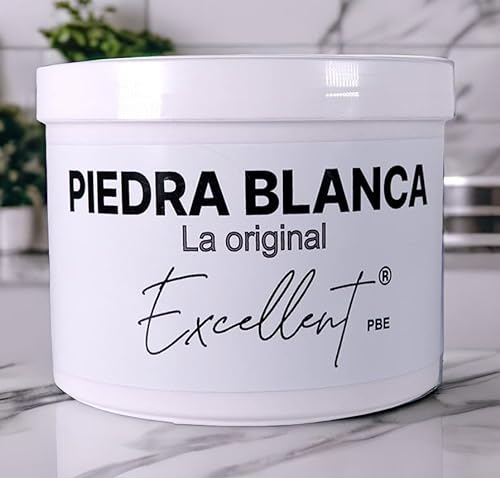 PIEDRA BLANCA
La original
Excellent ®
PBE